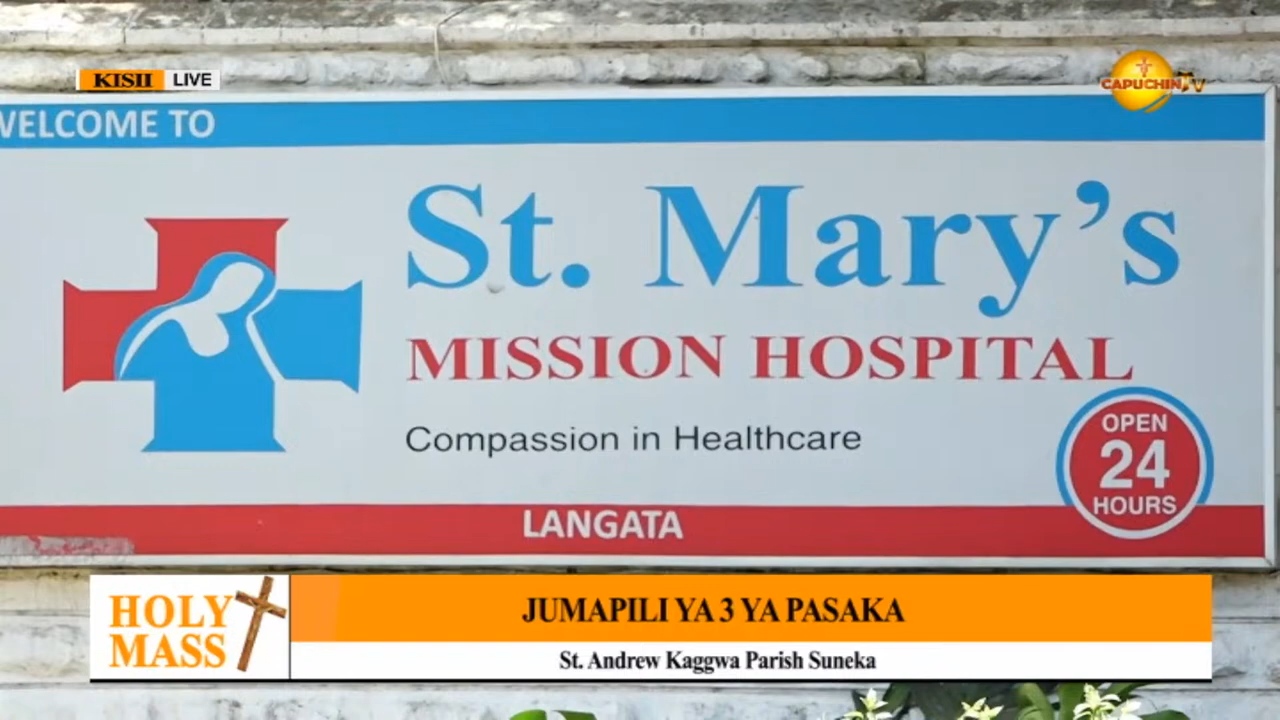 KISII LIVE
CAPUCHIN TV
WELCOME TO
St. Mary's
MISSION HOSPITAL
Compassion in Healthcare
OPEN
24
HOURS
LANGATA
HOLY
MASS
JUMAPILI YA 3 YA PASAKA
St. Andrew Kaggwa Parish Suneka